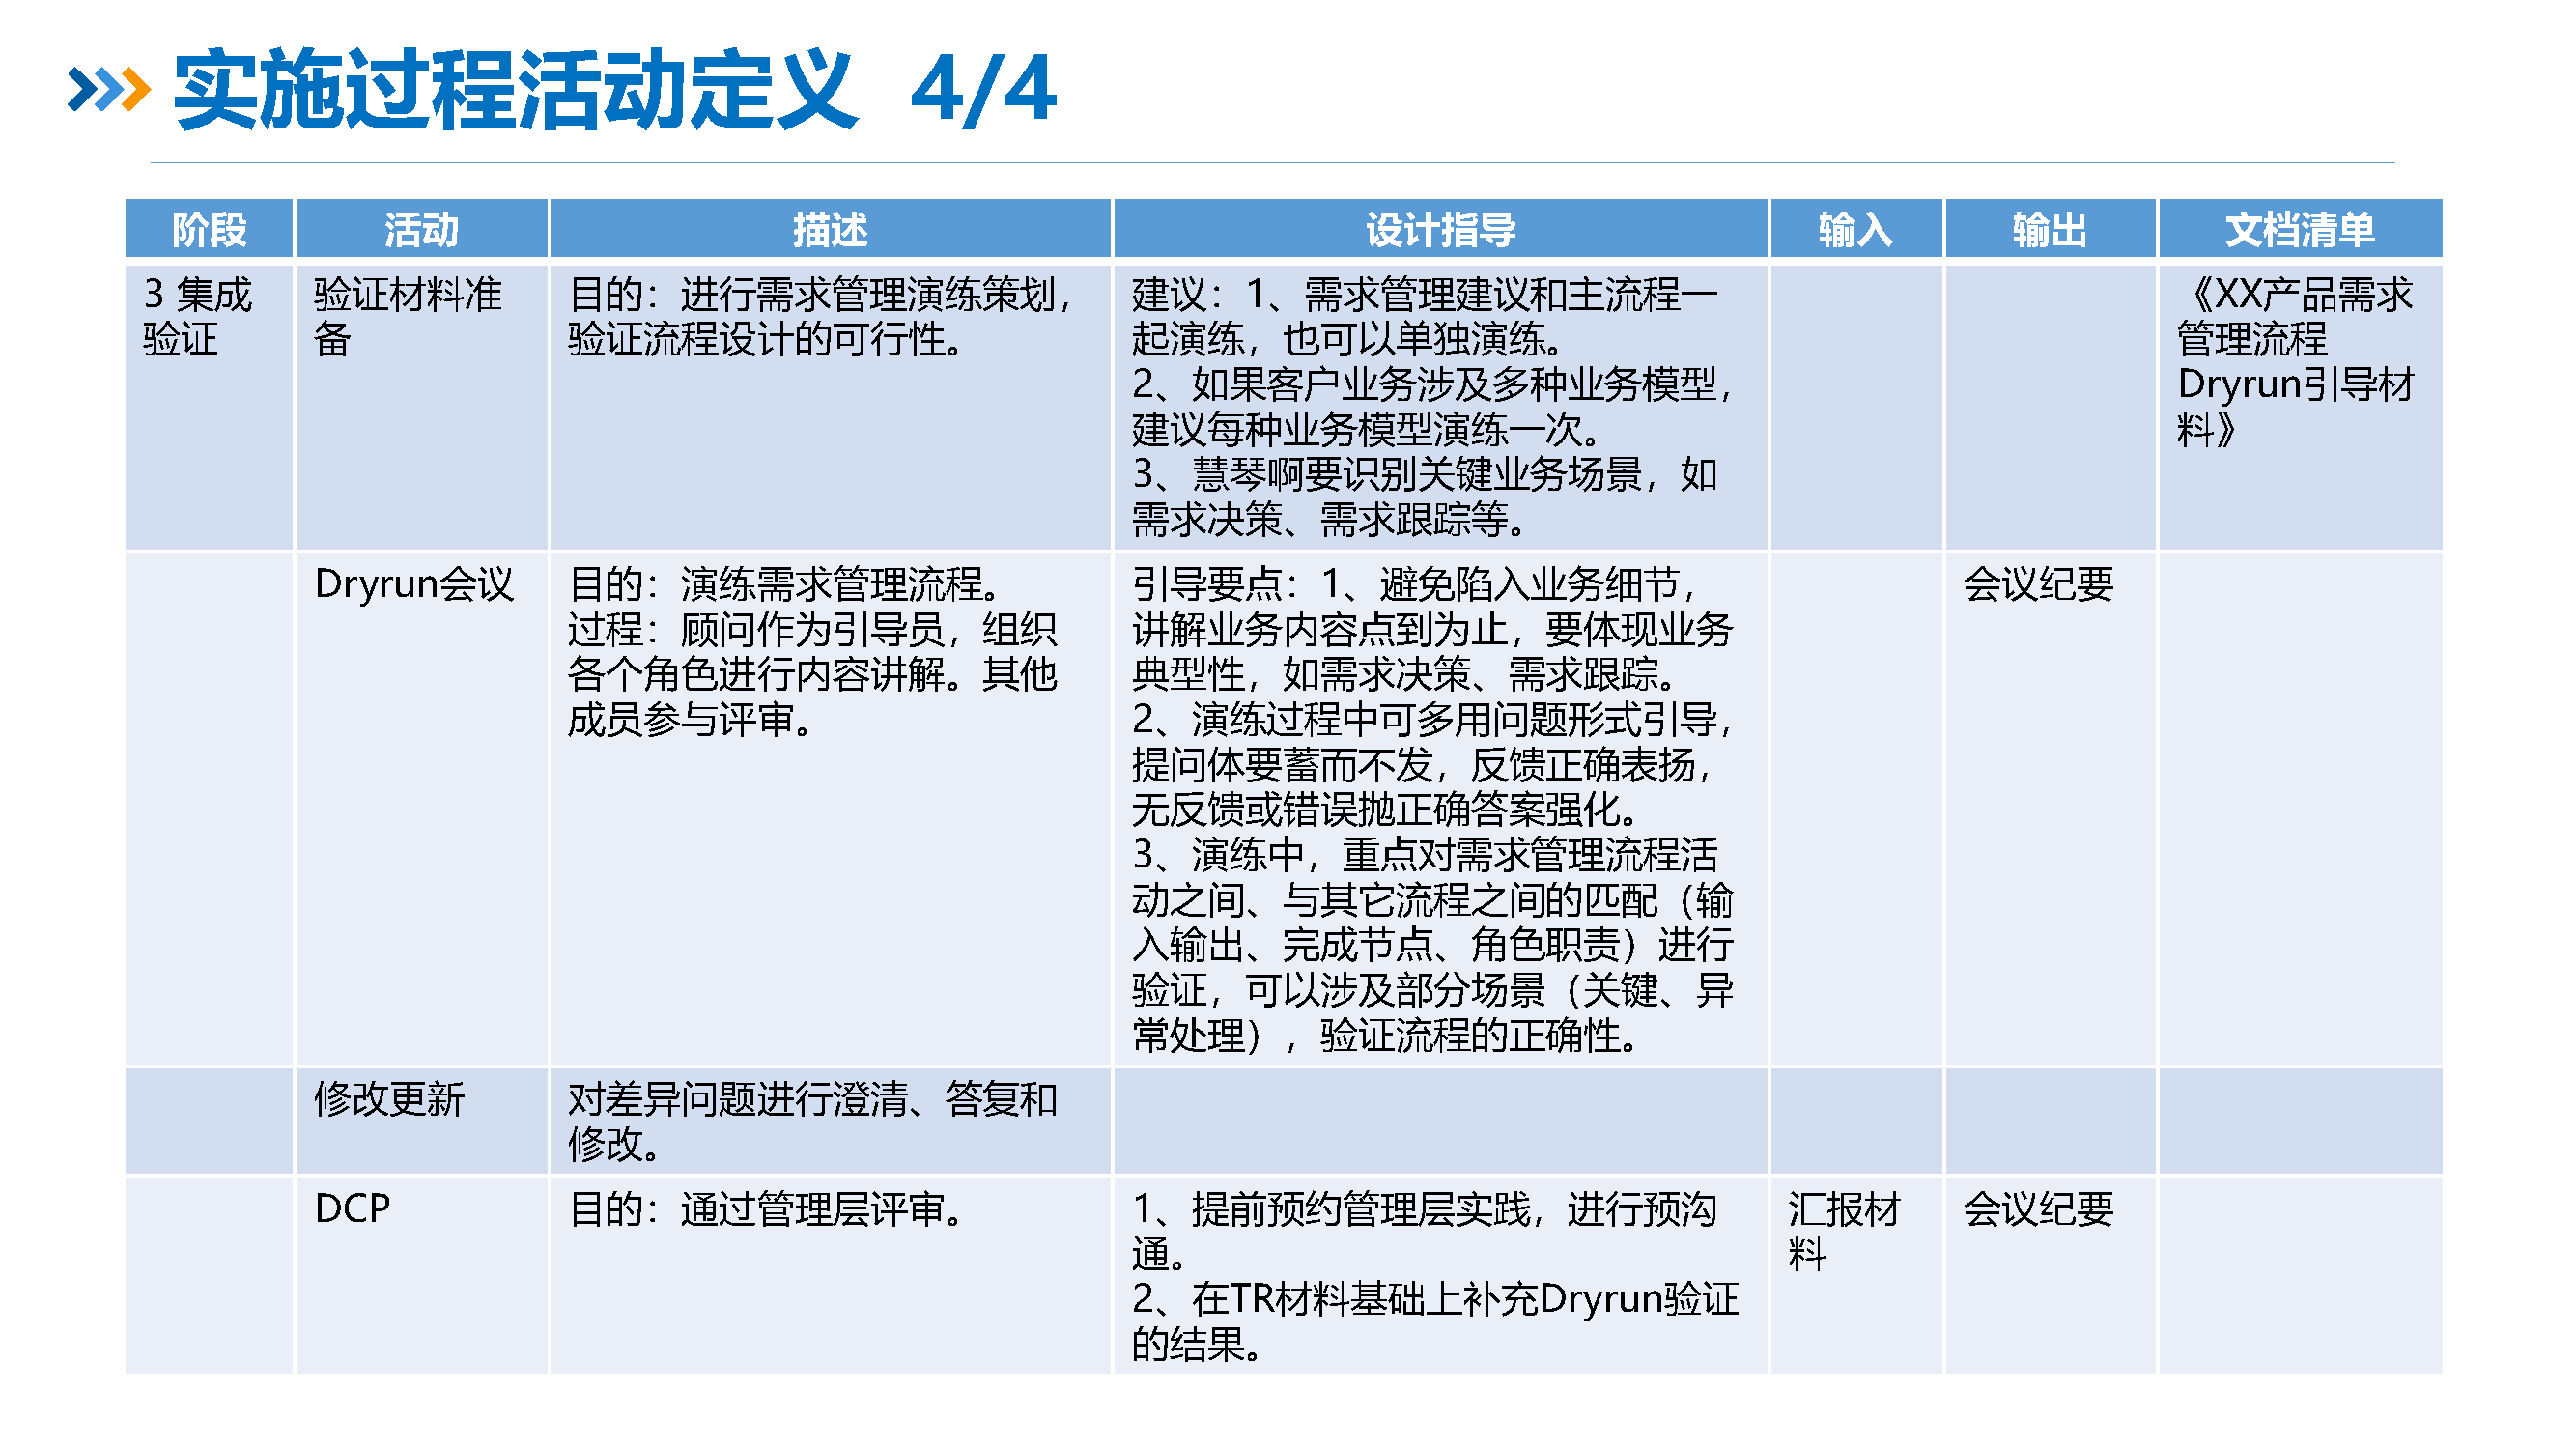 实施过程活动定义 4/4
阶段 活动 描述 设计指导 输入 输出 文档清单
3 集成
验证
验证材料准
备
目的：进行需求管理演练策划，
验证流程设计的可行性。
建议：1、需求管理建议和主流程一
起演练，也可以单独演练。
2、如果客户业务涉及多种业务模型，
建议每种业务模型演练一次。
3、慧琴啊要识别关键业务场景，如
需求决策、需求跟踪等。
《XX产品需求
管理流程
Dryrun引导材
料》
Dryrun会议
目的：演练需求管理流程。
过程：顾问作为引导员，组织
各个角色进行内容讲解。其他
成员参与评审。
引导要点：1、避免陷入业务细节，
讲解业务内容点到为止，要体现业务
典型性，如需求决策、需求跟踪。
2、演练过程中可多用问题形式引导，
提问体要蓄而不发，反馈正确表扬，
无反馈或错误抛正确答案强化。
3、演练中，重点对需求管理流程活
动之间、与其它流程之间的匹配（输
入输出、完成节点、角色职责）进行
验证，可以涉及部分场景（关键、异
常处理），验证流程的正确性。
会议纪要
修改更新
对差异问题进行澄清、答复和
修改。
DCP
目的：通过管理层评审。
1、提前预约管理层实践，进行预沟
通。
2、在TR材料基础上补充Dryrun验证
的结果。
汇报材
料
会议纪要